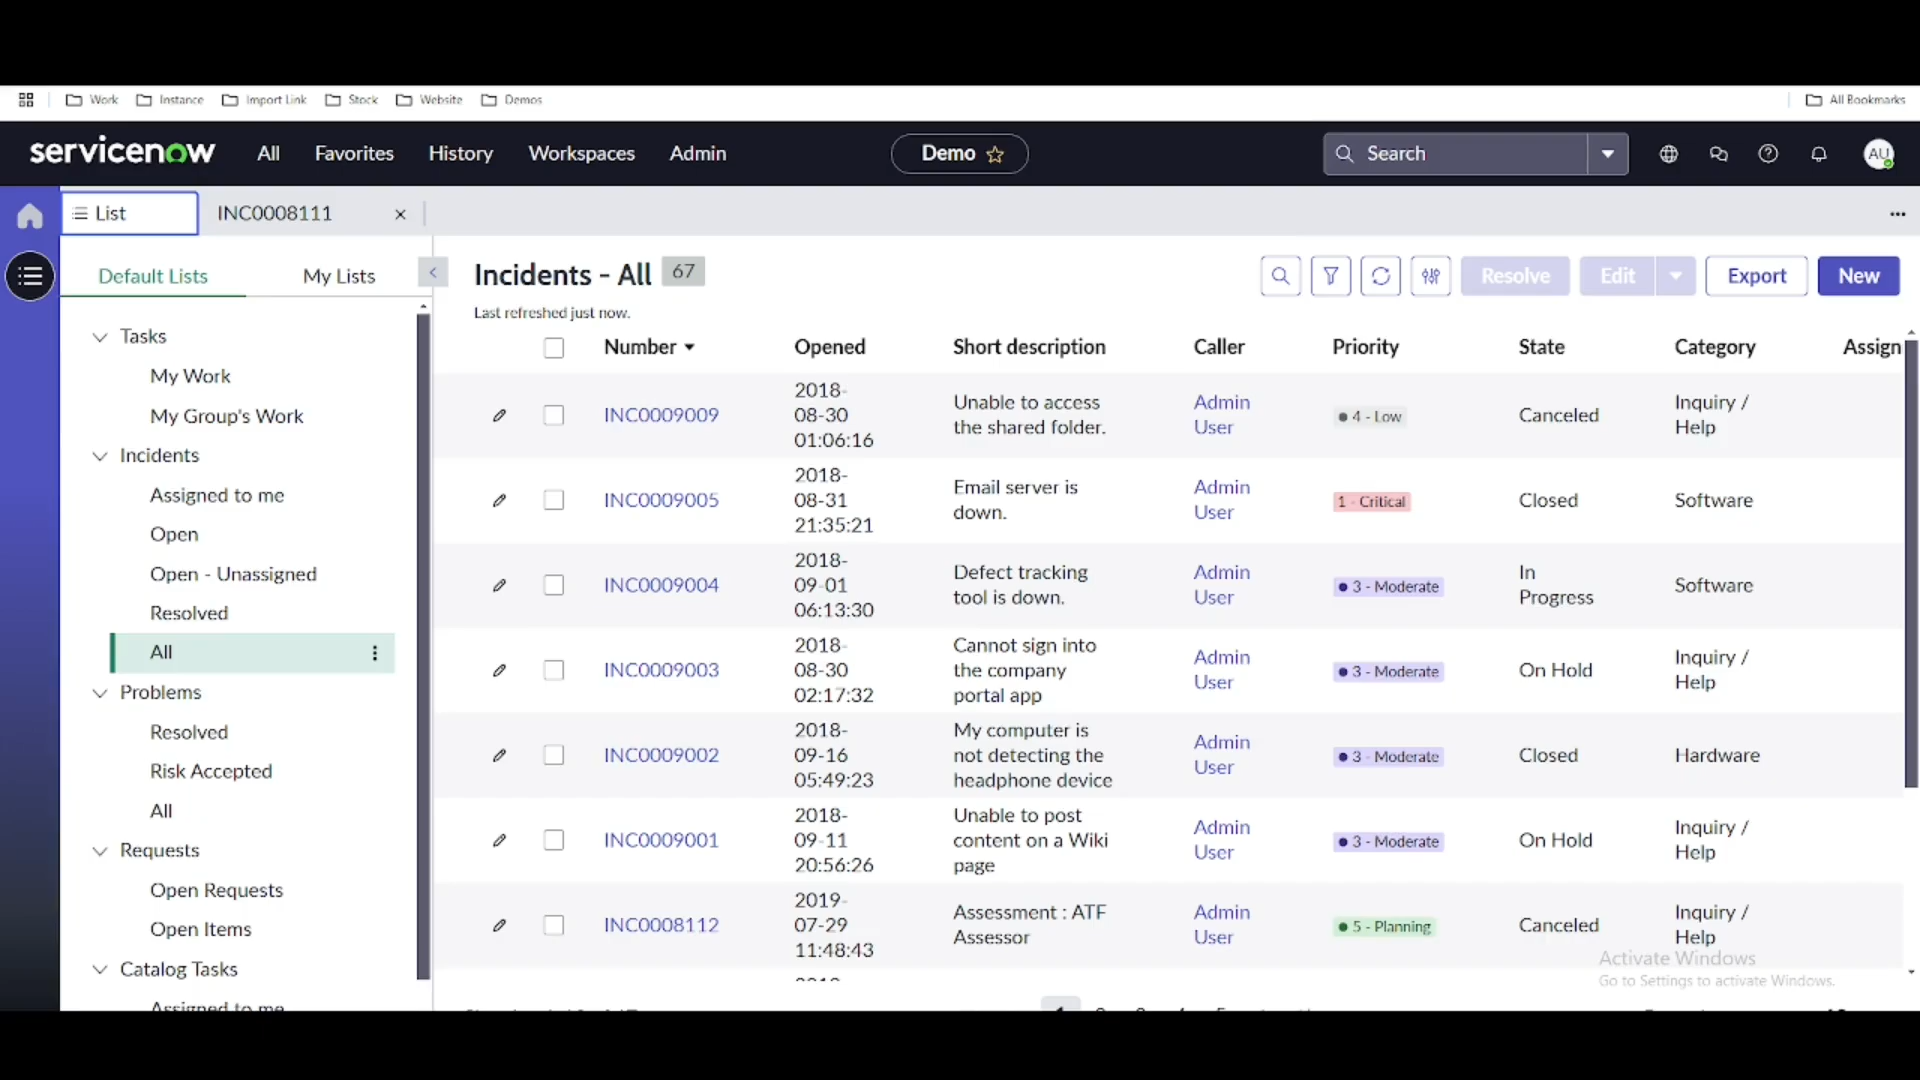 Work Instance Import Link Stock Website Demos All Bookmarks
servicenow All Favorites History Workspaces Admin Demo Search AU
List INC0008111
Default Lists My Lists
Tasks
My Work
My Group's Work
Incidents
Assigned to me
Open
Open - Unassigned
Resolved
All
Problems
Resolved
Risk Accepted
All
Requests
Open Requests
Open Items
Catalog Tasks
Assigned to me
Incidents - All 67
Last refreshed just now.
Resolve Edit Export New
Number Opened Short description Caller Priority State Category Assign
INC0009009 2018-08-30 01:06:16 Unable to access the shared folder. Admin User 4 - Low Canceled Inquiry / Help
INC0009005 2018-08-31 21:35:21 Email server is down. Admin User 1 - Critical Closed Software
INC0009004 2018-09-01 06:13:30 Defect tracking tool is down. Admin User 3 - Moderate In Progress Software
INC0009003 2018-08-30 02:17:32 Cannot sign into the company portal app Admin User 3 - Moderate On Hold Inquiry / Help
INC0009002 2018-09-16 05:49:23 My computer is not detecting the headphone device Admin User 3 - Moderate Closed Hardware
INC0009001 2018-09-11 20:56:26 Unable to post content on a Wiki page Admin User 3 - Moderate On Hold Inquiry / Help
INC0008112 2019-07-29 11:48:43 Assessment : ATF Assessor Admin User 5 - Planning Canceled Inquiry / Help
Activate Windows
Go to Settings to activate Windows.